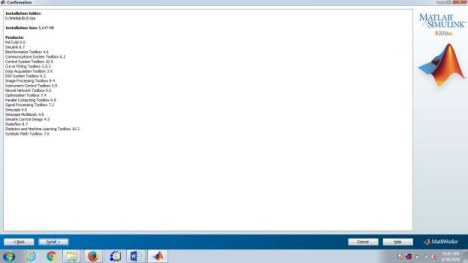 Confirmation
Installation folder:
Installation Size: 5,647 MB
Products:
MATLAB 9.0
Simulink 8.7
Bioinformatics Toolbox 4.6
Communications System Toolbox 6.2
Control System Toolbox 10.0
Curve Fitting Toolbox 3.5.3
Data Acquisition Toolbox 3.9
DSP System Toolbox 9.2
Image Processing Toolbox 9.4
Instrument Control Toolbox 3.9
Neural Network Toolbox 9.0
Optimization Toolbox 7.4
Parallel Computing Toolbox 6.8
Signal Processing Toolbox 7.2
Simscape 4.0
Simscape Multibody 4.8
Simulink Control Design 4.3
Stateflow 8.7
Statistics and Machine Learning Toolbox 10.2
Symbolic Math Toolbox 7.0
MATLAB
SIMULINK
R2016a
< Back
Install >
Cancel
Help
MathWorks